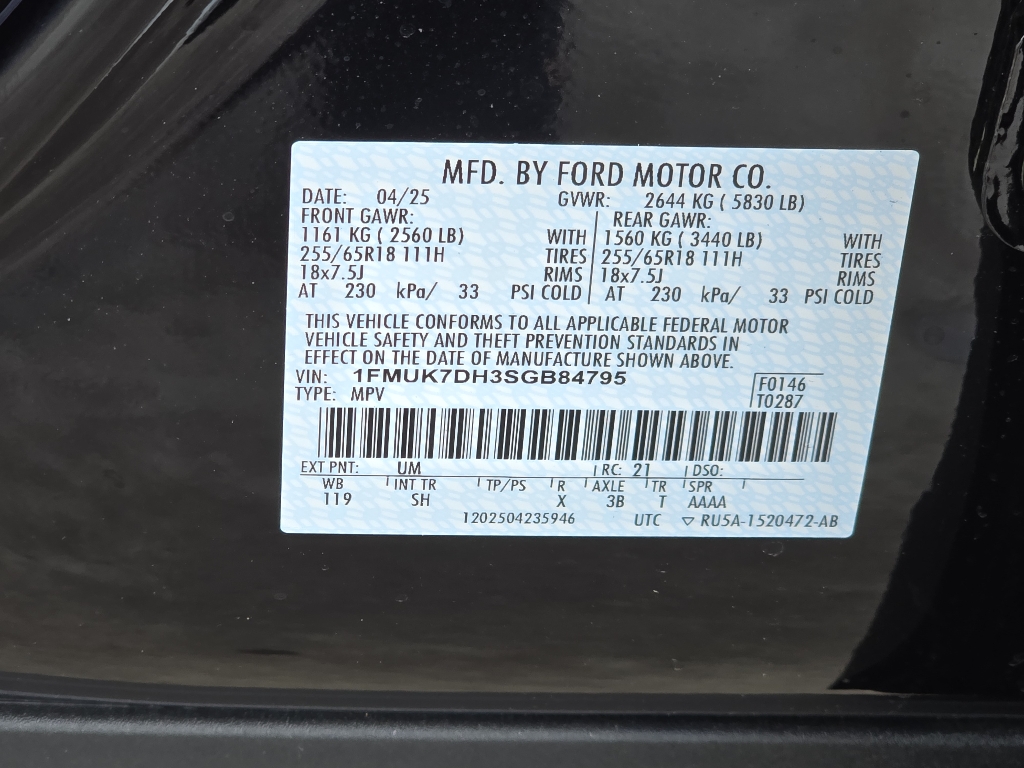 MFD. BY FORD MOTOR CO.
DATE: 04/25 GVWR: 2644 KG ( 5830 LB)
FRONT GAWR: REAR GAWR:
1161 KG ( 2560 LB) WITH 1560 KG ( 3440 LB) WITH
255/65R18 111H TIRES 255/65R18 111H TIRES
18x7.5J RIMS 18x7.5J RIMS
AT 230 kPa/ 33 PSI COLD AT 230 kPa/ 33 PSI COLD
THIS VEHICLE CONFORMS TO ALL APPLICABLE FEDERAL MOTOR
VEHICLE SAFETY AND THEFT PREVENTION STANDARDS IN
EFFECT ON THE DATE OF MANUFACTURE SHOWN ABOVE.
VIN: 1FMUK7DH3SGB84795
TYPE: MPV
F0146
T0287
EXT PNT: UM RC: 21 DSO:
WB INT TR TP/PS R AXLE TR SPR
119 SH X 3B T AAAA
1202504235946 UTC ▽ RU5A-1520472-AB